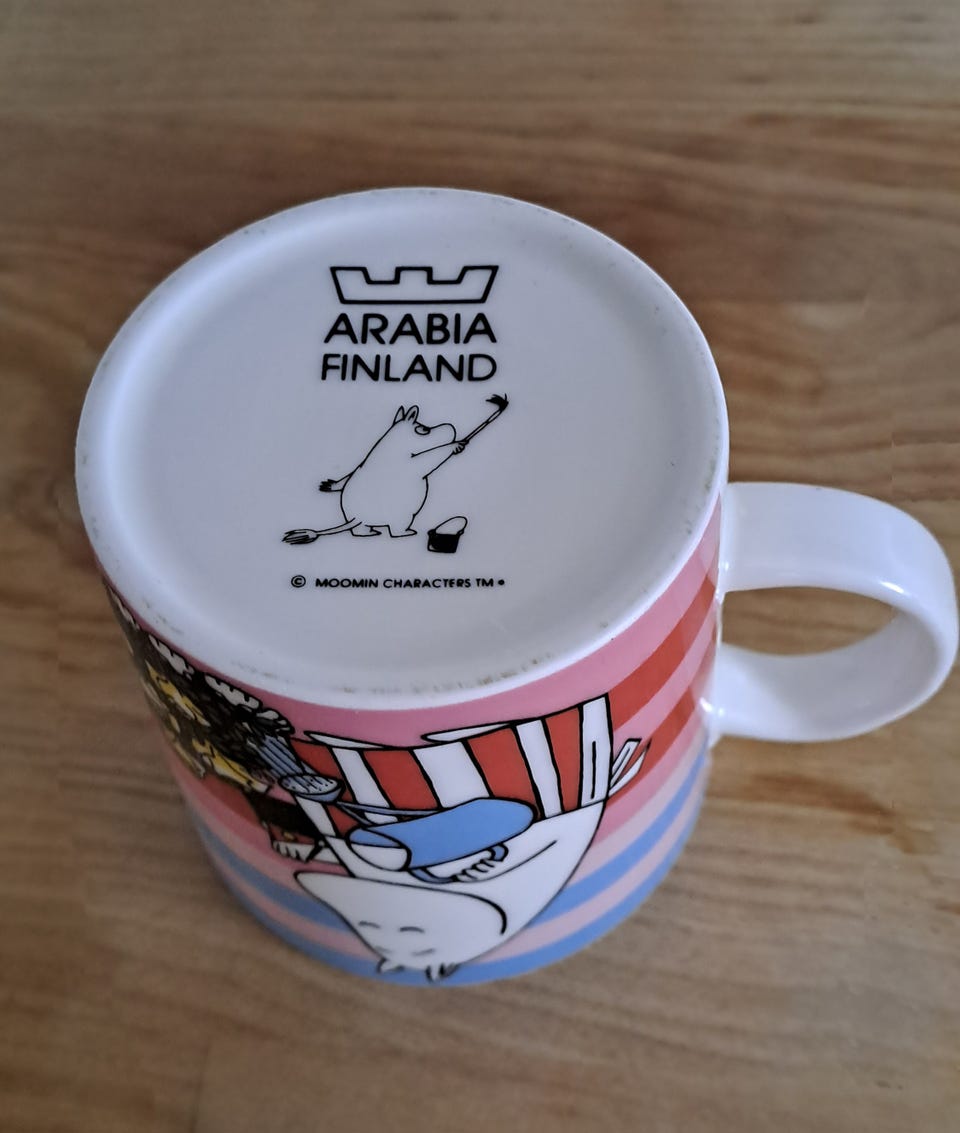 ARABIA
FINLAND
© MOOMIN CHARACTERS TM •